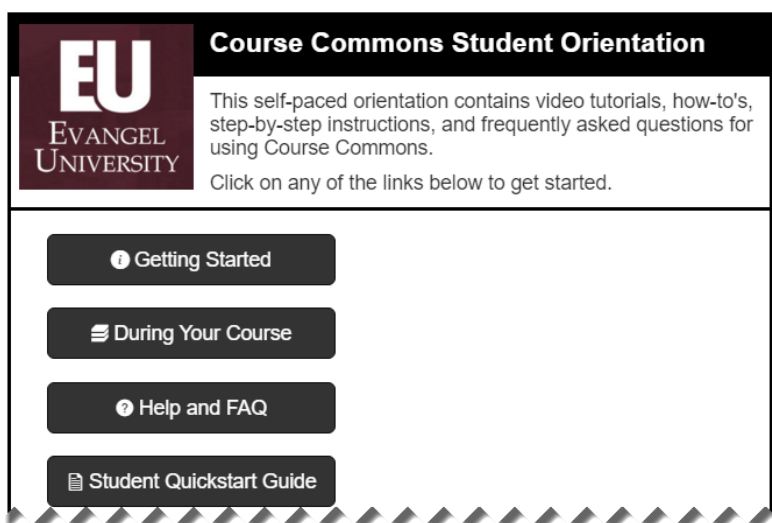 EU
EVANGEL
UNIVERSITY
Course Commons Student Orientation
This self-paced orientation contains video tutorials, how-to's,
step-by-step instructions, and frequently asked questions for
using Course Commons.
Click on any of the links below to get started.
Getting Started
During Your Course
Help and FAQ
Student Quickstart Guide